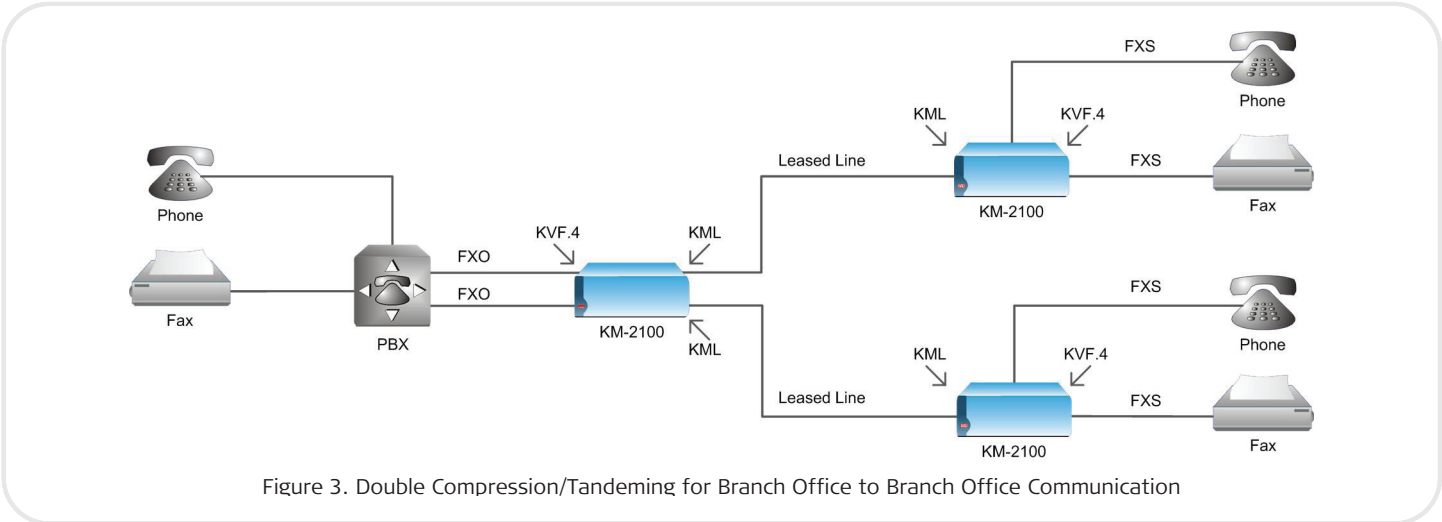 FXS
Phone
KML
KVF.4
Leased Line
FXS
KM-2100
Fax
Phone
KVF.4
KML
FXO
FXO
Fax
PBX
KM-2100
KML
FXS
Phone
KML
KVF.4
Leased Line
FXS
KM-2100
Fax
Figure 3. Double Compression/Tandeming for Branch Office to Branch Office Communication